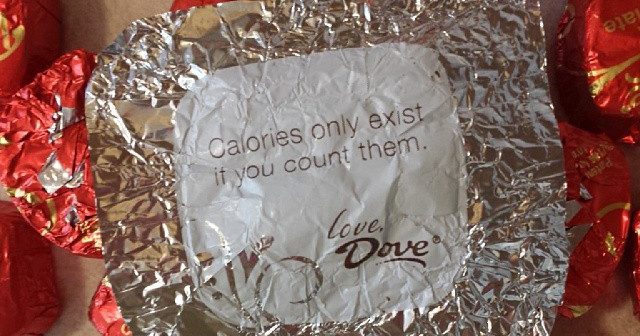 Calories only exist
if you count them.
love,
Dove®